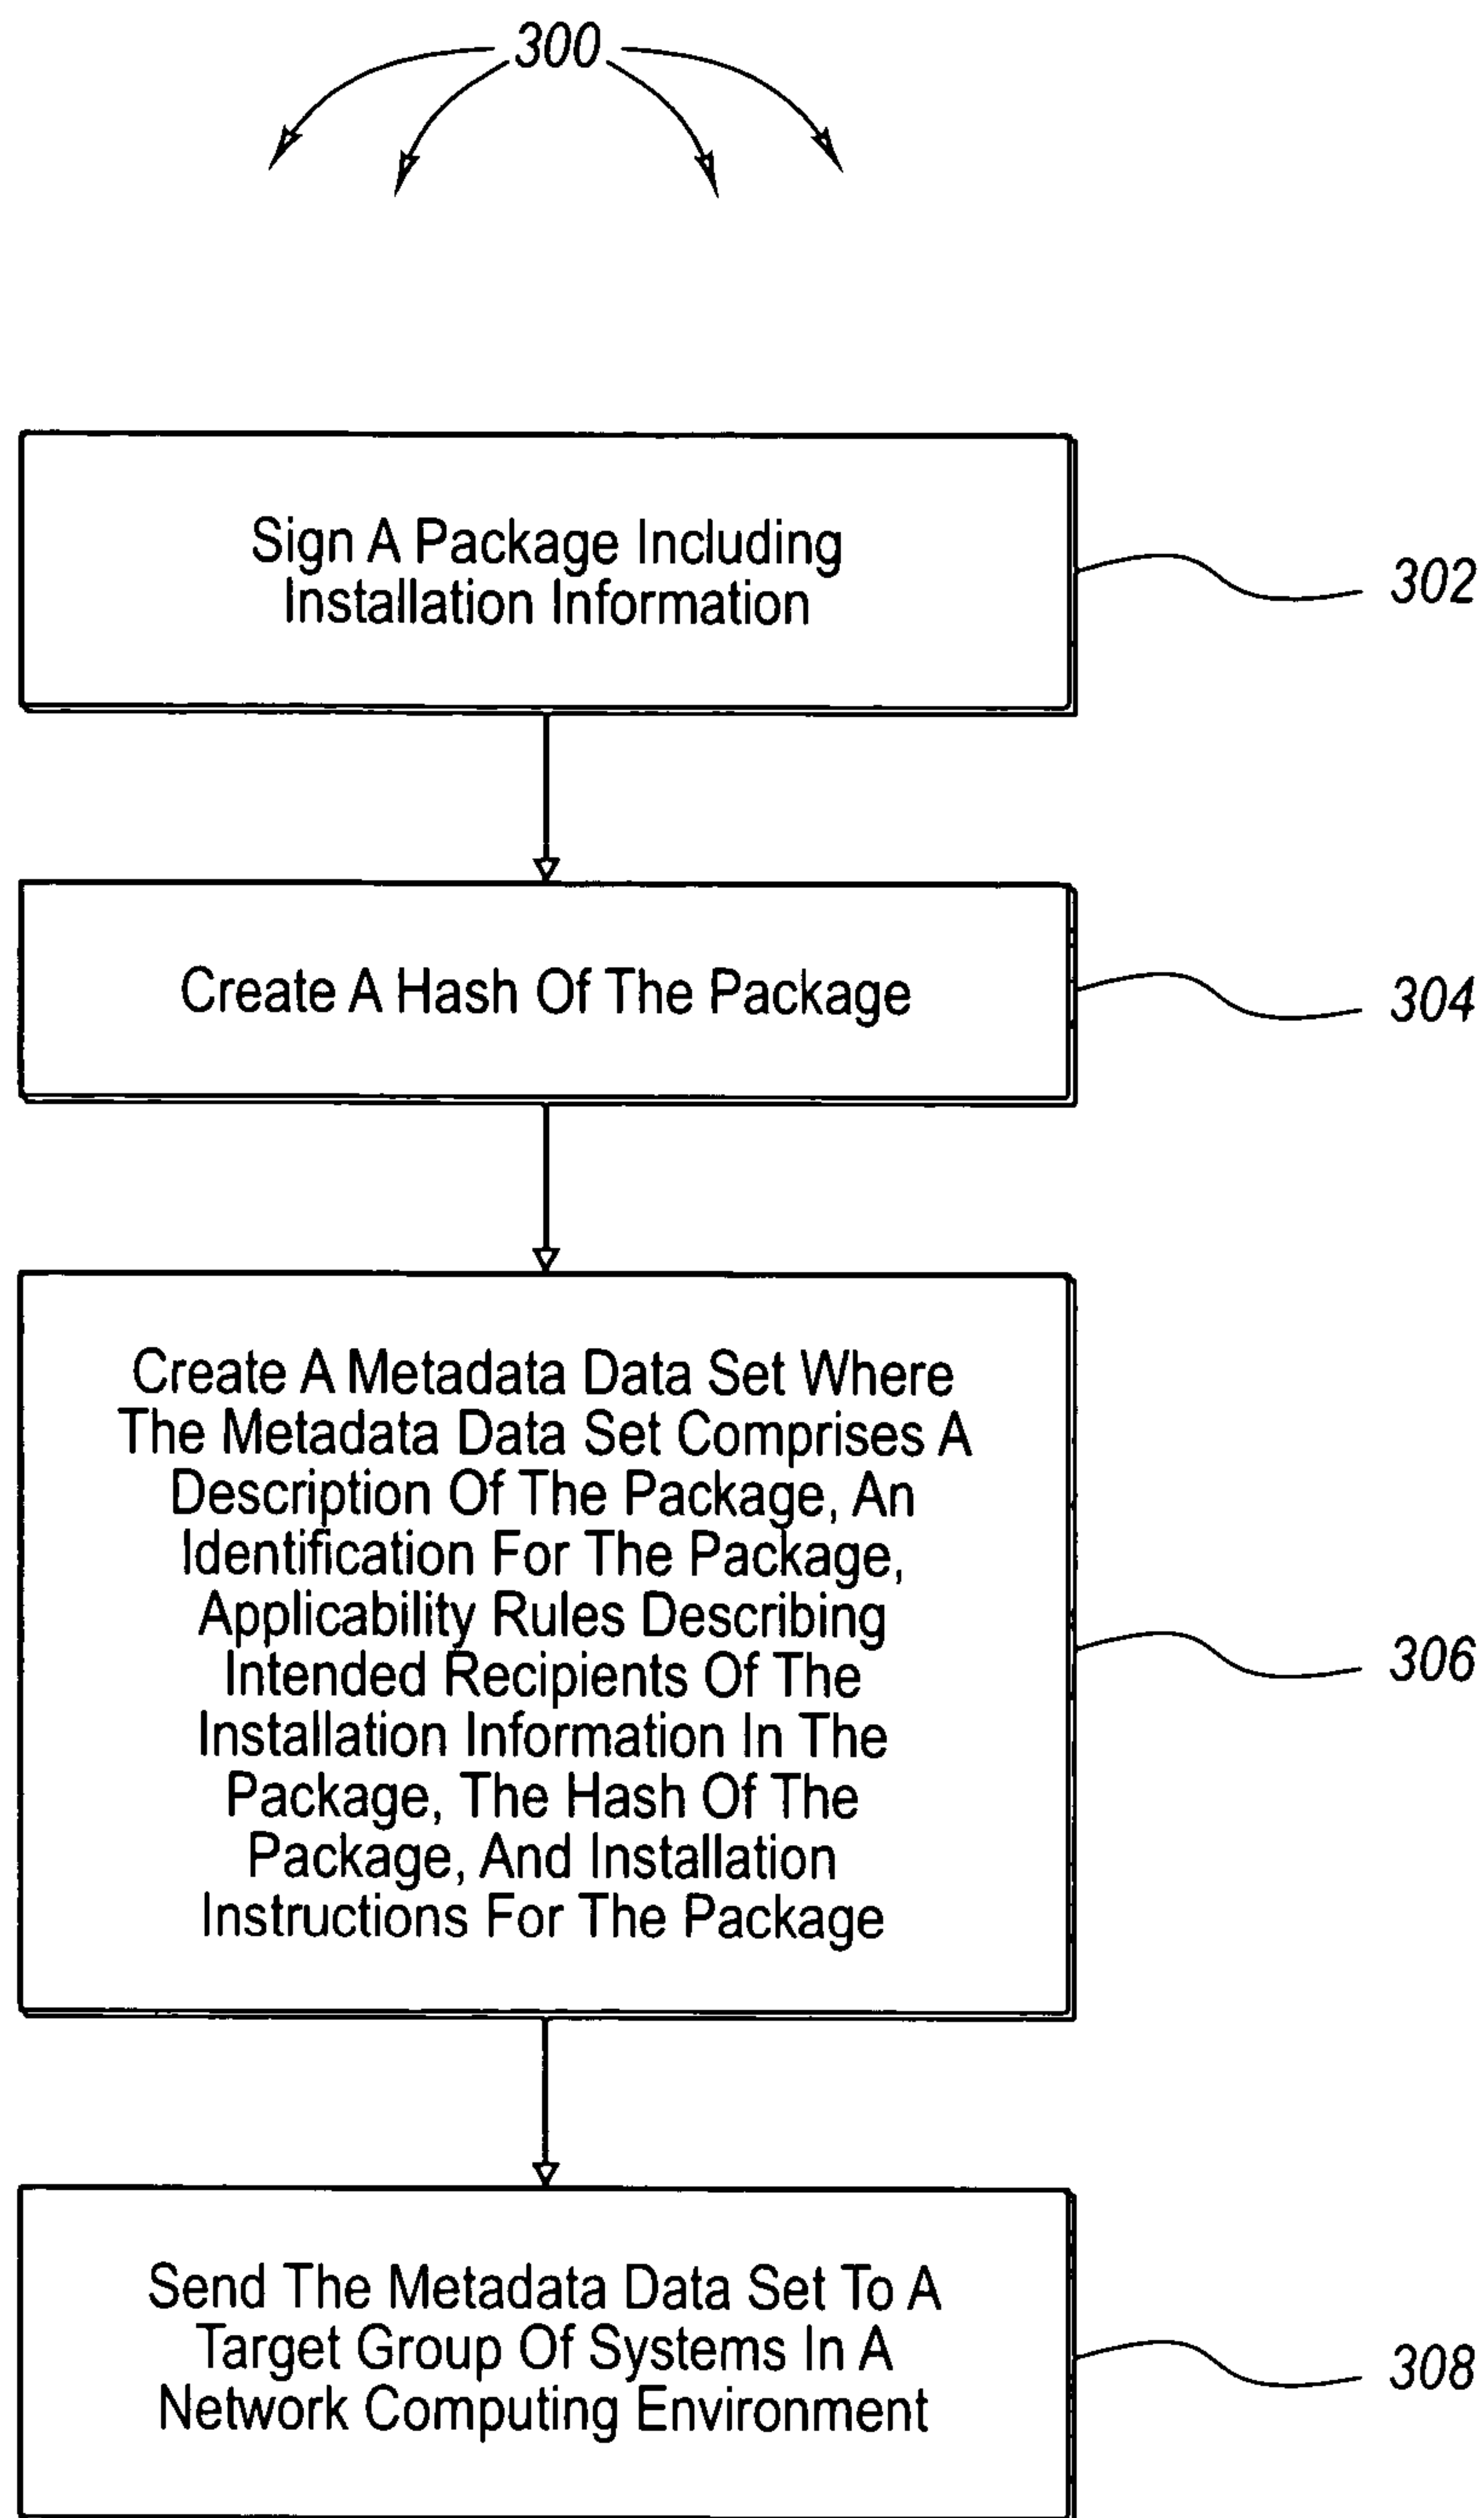 300
Sign A Package Including
Installation Information
302
Create A Hash Of The Package
304
Create A Metadata Data Set Where
The Metadata Data Set Comprises A
Description Of The Package, An
Identification For The Package,
Applicability Rules Describing
Intended Recipients Of The
Installation Information In The
Package, The Hash Of The
Package, And Installation
Instructions For The Package
306
Send The Metadata Data Set To A
Target Group Of Systems In A
Network Computing Environment
308